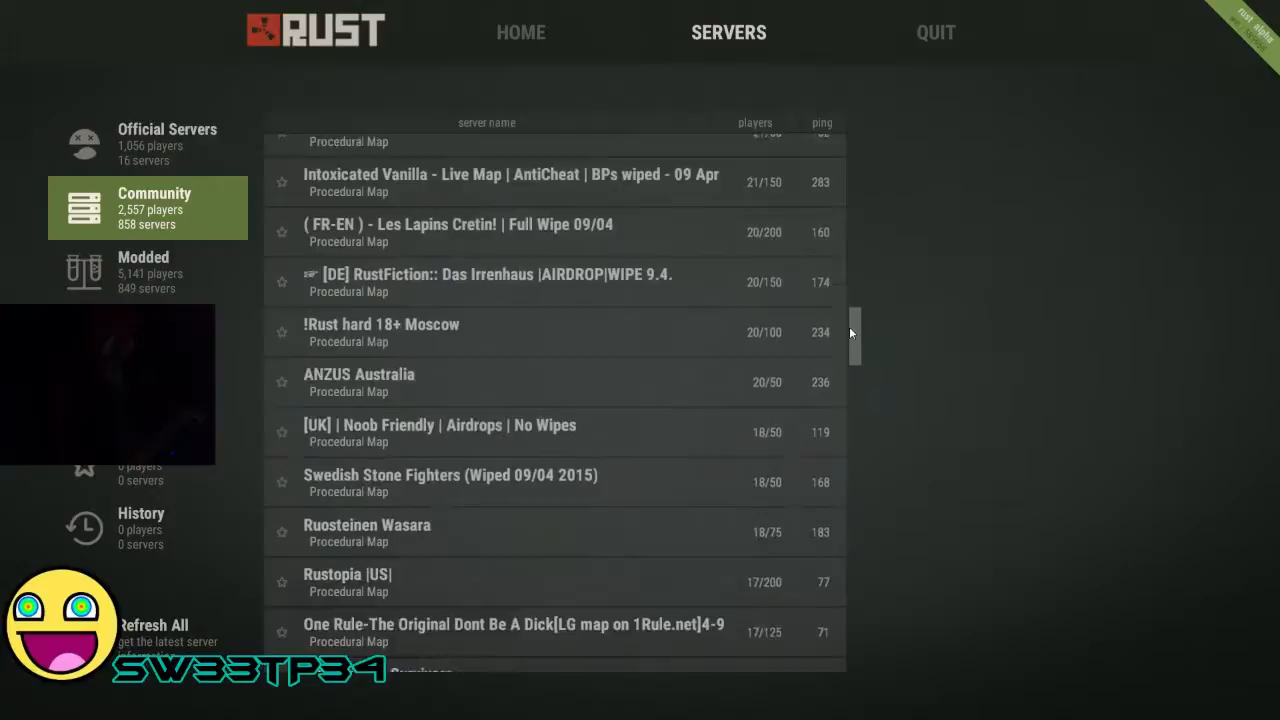 RUST
HOME
SERVERS
QUIT
rust alpha
Official Servers
1,056 players
16 servers
Community
2,557 players
858 servers
Modded
5,141 players
849 servers
0 players
0 servers
History
0 players
0 servers
Refresh All
get the latest server
server name players ping
Procedural Map
Intoxicated Vanilla - Live Map | AntiCheat | BPs wiped - 09 Apr 21/150 283
Procedural Map
( FR-EN ) - Les Lapins Cretin! | Full Wipe 09/04 20/200 160
Procedural Map
☞ [DE] RustFiction:: Das Irrenhaus |AIRDROP|WIPE 9.4. 20/150 174
Procedural Map
!Rust hard 18+ Moscow 20/100 234
Procedural Map
ANZUS Australia 20/50 236
Procedural Map
[UK] | Noob Friendly | Airdrops | No Wipes 18/50 119
Procedural Map
Swedish Stone Fighters (Wiped 09/04 2015) 18/50 168
Procedural Map
Ruosteinen Wasara 18/75 183
Procedural Map
Rustopia |US| 17/200 77
Procedural Map
One Rule-The Original Dont Be A Dick[LG map on 1Rule.net]4-9 17/125 71
Procedural Map
SW33TP34